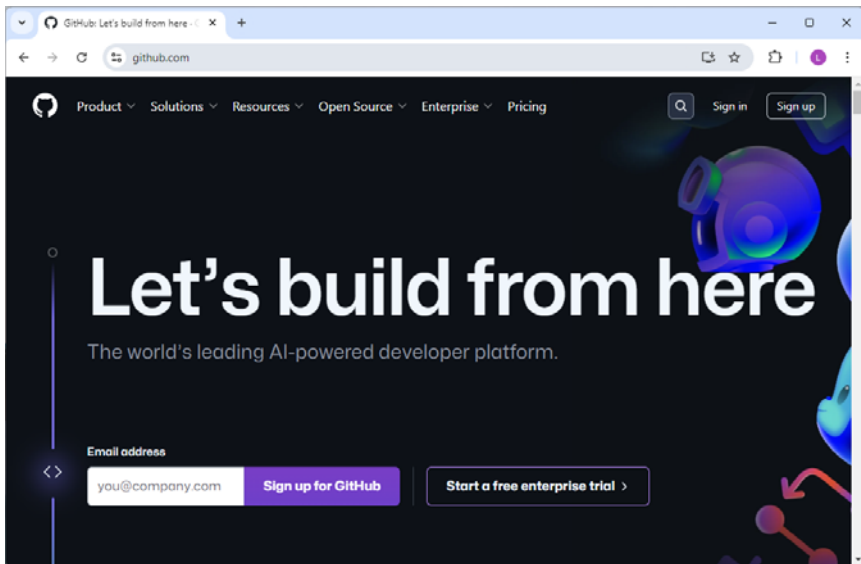 GitHub: Let's build from here · G
github.com
L
Product Solutions Resources Open Source Enterprise Pricing Sign in Sign up
Let's build from here
The world's leading AI-powered developer platform.
Email address
you@company.com Sign up for GitHub Start a free enterprise trial